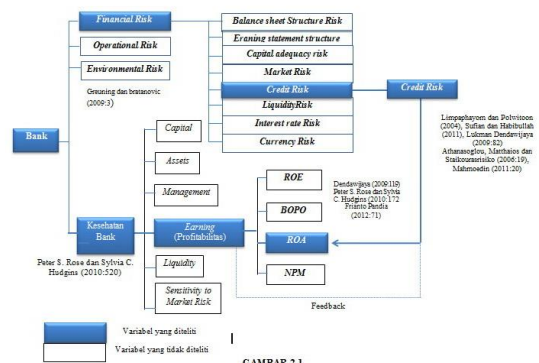 Financial Risk
Operational Risk
Environmental Risk
Greuning dan bratanovic
(2009:3)
Balance sheet Structure Risk
Eraning statement structure
Capital adequacy risk
Market Risk
Credit Risk
LiquidityRisk
Interest rate Risk
Currency Risk
Credit Risk
Limpaphayom dan Polwitoon
(2004), Sufian dan Habibullah
(2011), Lukman Dendawijaya
(2009:82)
Athanasoglou, Matthaios dan
Staikourasrisiko (2006:19),
Mahmoedin (2011:20)
Bank
Capital
Assets
Management
Kesehatan
Bank
Peter S. Rose dan Sylvia C.
Hudgins (2010:520)
Earning
(Profitabilitas)
Liquidity
Sensitivity to
Market Risk
ROE
BOPO
ROA
NPM
Dendawijaya (2009:119)
Peter S. Rose dan Sylvia
C. Hudgins (2010:172
Frianto Pandia
(2012:71)
Feedback
Variabel yang diteliti
Variabel yang tidak diteliti
GAMBAR 2.1